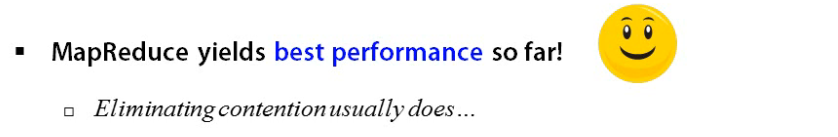 ▪ MapReduce yields best performance so far!
□ Eliminating contention usually does…